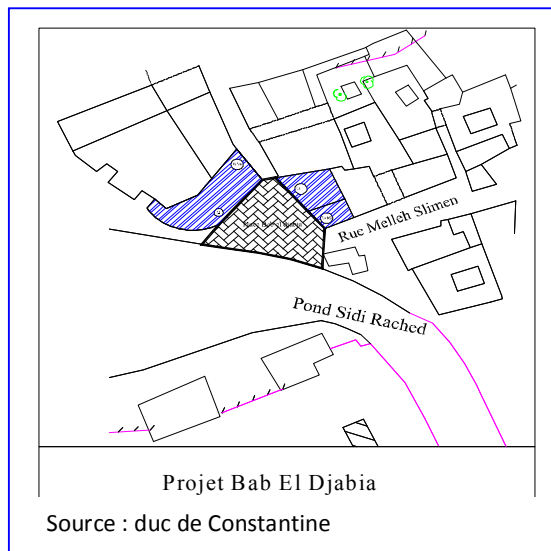 Rue Melleh Slimen
Pond Sidi Rached
Projet Bab El Djabia
Source : duc de Constantine